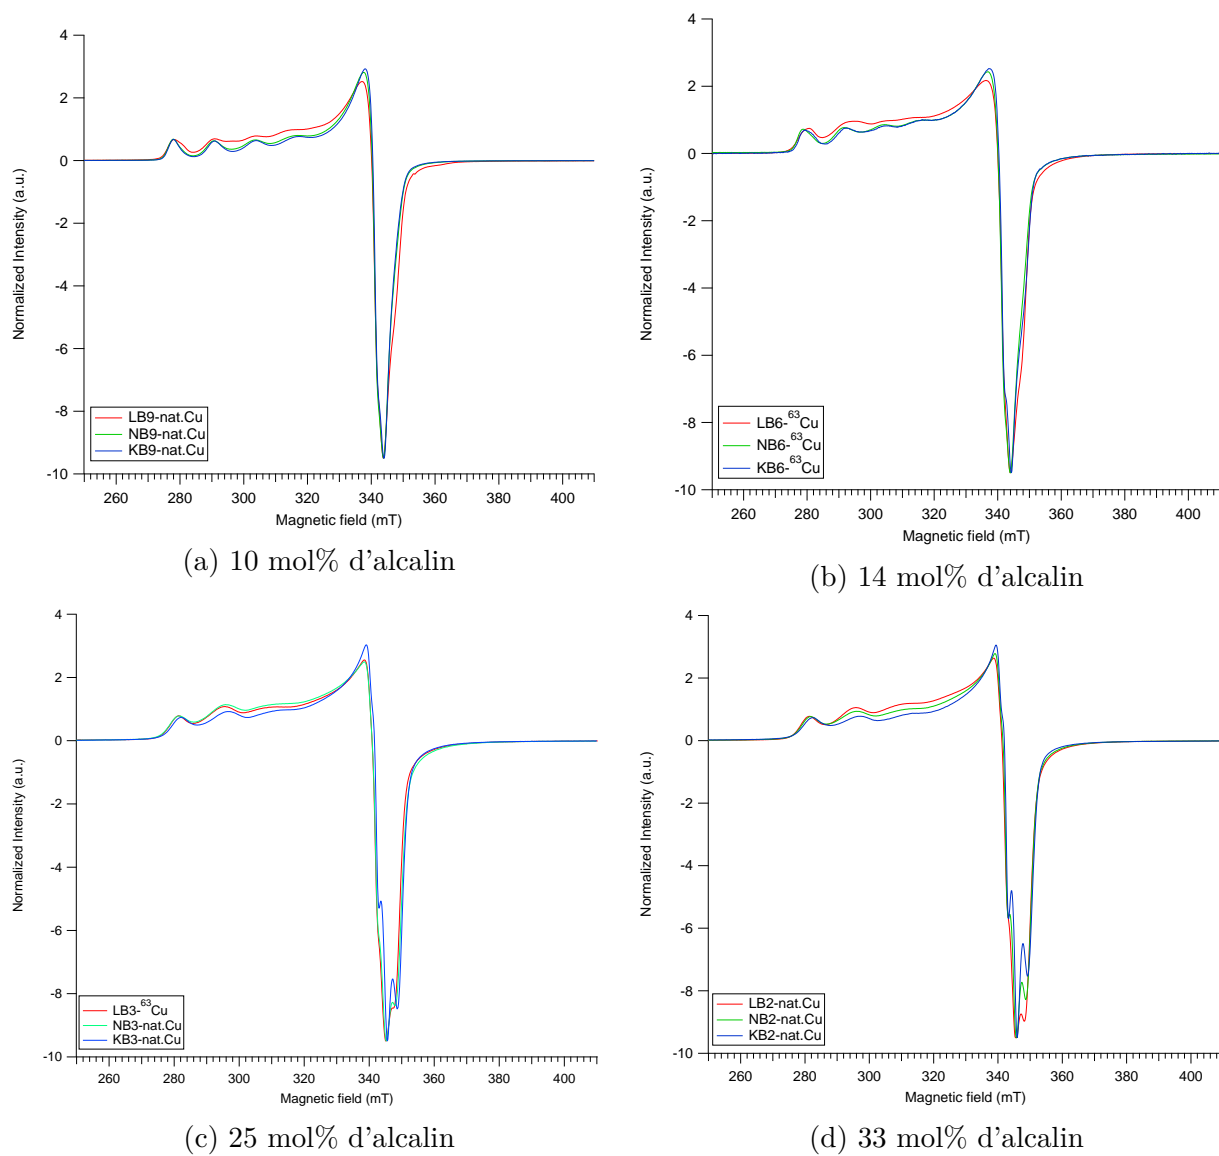 4
2
0
-2
-4
-6
-8
-10
Normalized Intensity (a.u.)
LB9-nat.Cu
NB9-nat.Cu
KB9-nat.Cu
260 280 300 320 340 360 380 400
Magnetic field (mT)
(a) 10 mol% d'alcalin
4
2
0
-2
-4
-6
-8
-10
Normalized Intensity (a.u.)
LB6-⁶³Cu
NB6-⁶³Cu
KB6-⁶³Cu
260 280 300 320 340 360 380 400
Magnetic field (mT)
(b) 14 mol% d'alcalin
4
2
0
-2
-4
-6
-8
-10
Normalized Intensity (a.u.)
LB3-⁶³Cu
NB3-nat.Cu
KB3-nat.Cu
260 280 300 320 340 360 380 400
Magnetic field (mT)
(c) 25 mol% d'alcalin
4
2
0
-2
-4
-6
-8
-10
Normalized Intensity (a.u.)
LB2-nat.Cu
NB2-nat.Cu
KB2-nat.Cu
260 280 300 320 340 360 380 400
Magnetic field (mT)
(d) 33 mol% d'alcalin